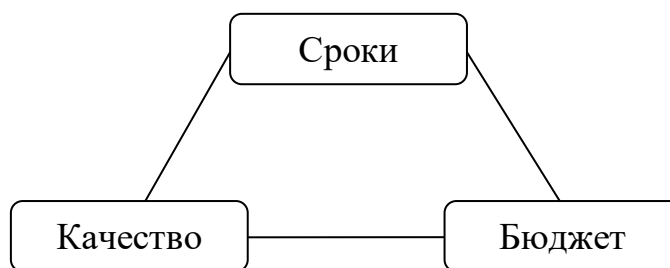 Сроки
Качество
Бюджет